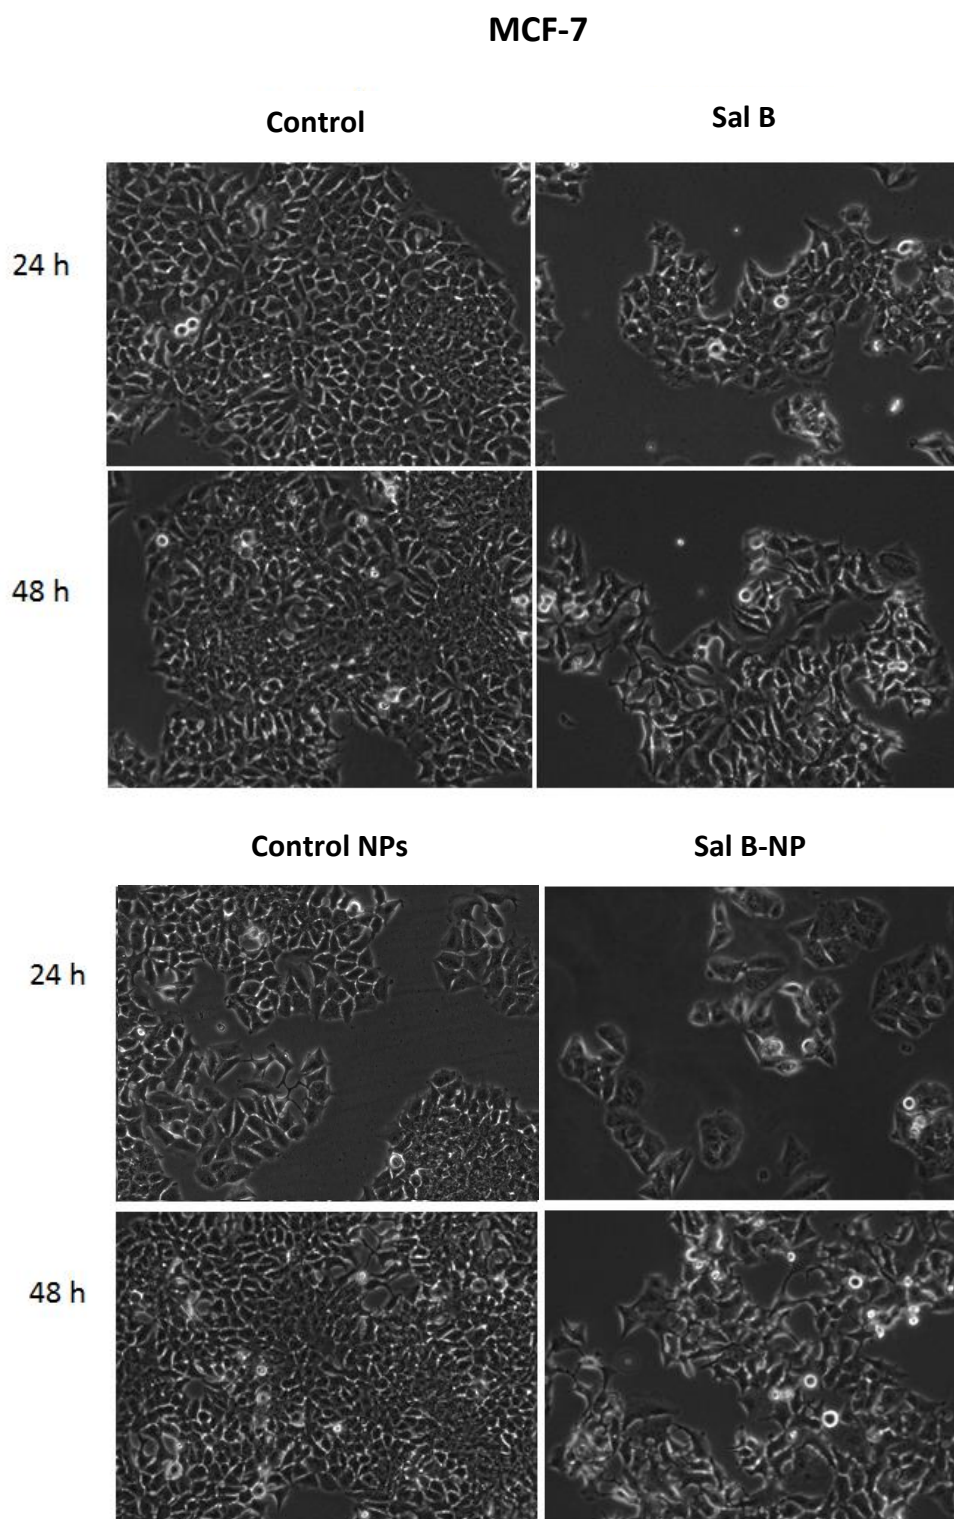 MCF-7
Control
Sal B
24 h
48 h
Control NPs
Sal B-NP
24 h
48 h